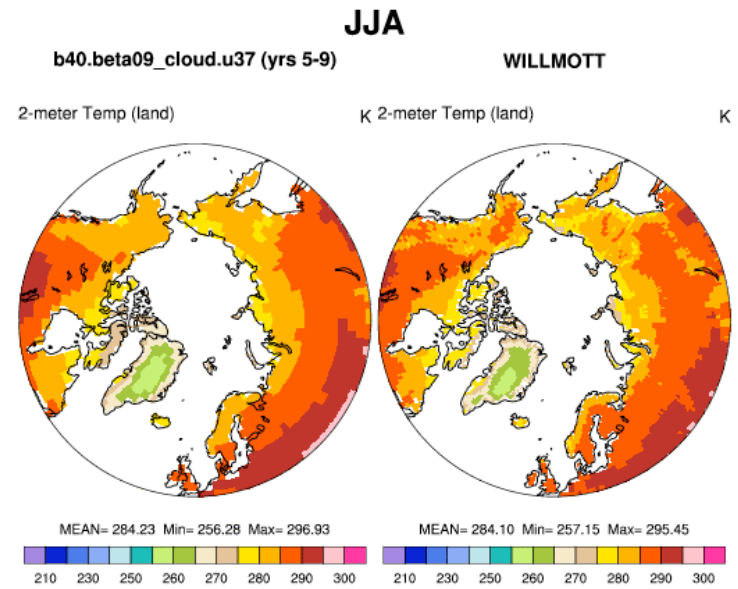 JJA
b40.beta09_cloud.u37 (yrs 5-9)
WILLMOTT
2-meter Temp (land) K
2-meter Temp (land) K
MEAN= 284.23 Min= 256.28 Max= 296.93
MEAN= 284.10 Min= 257.15 Max= 295.45
210 230 250 260 270 280 290 300
210 230 250 260 270 280 290 300